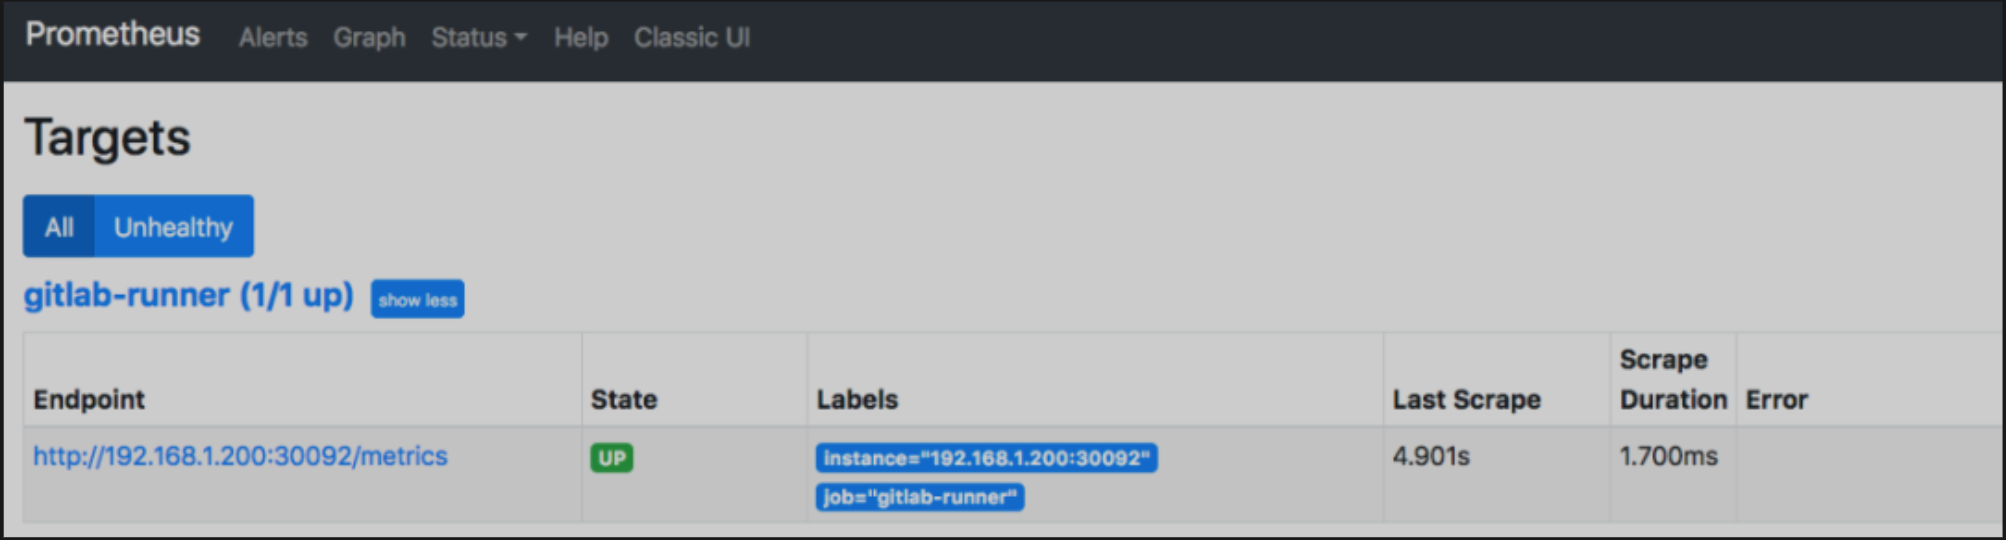 Prometheus Alerts Graph Status Help Classic UI
Targets
All Unhealthy
gitlab-runner (1/1 up) show less
Endpoint State Labels Last Scrape Scrape Duration Error
http://192.168.1.200:30092/metrics UP instance="192.168.1.200:30092" 4.901s 1.700ms
job="gitlab-runner"